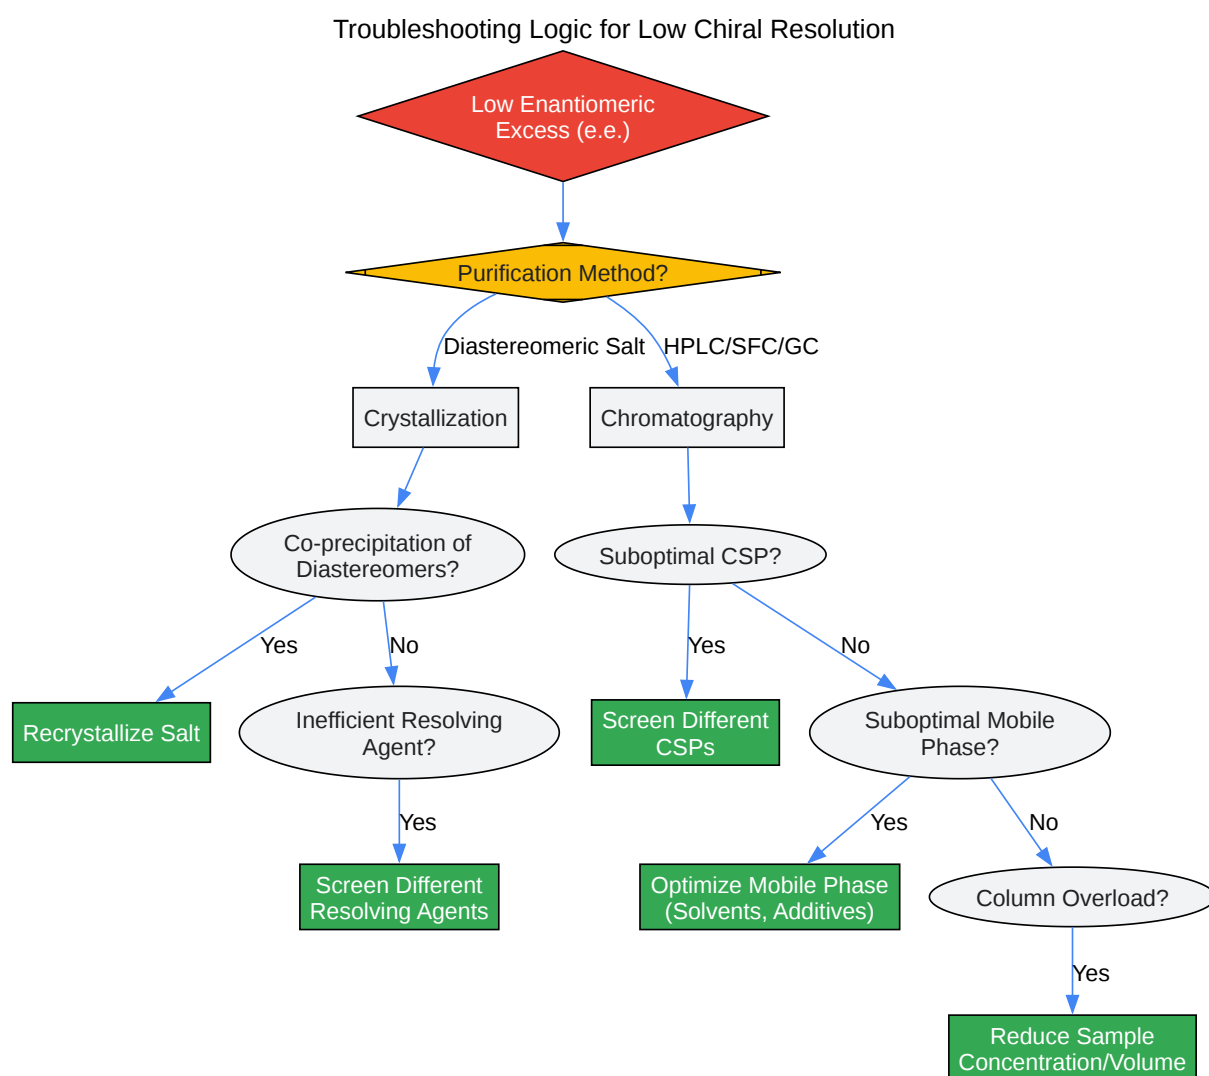 Troubleshooting Logic for Low Chiral Resolution
Low Enantiomeric
Excess (e.e.)
Purification Method?
Diastereomeric Salt
HPLC/SFC/GC
Crystallization
Chromatography
Co-precipitation of
Diastereomers?
Suboptimal CSP?
Yes
No
Yes
No
Recrystallize Salt
Inefficient Resolving
Agent?
Screen Different
CSPs
Suboptimal Mobile
Phase?
Yes
Yes
No
Screen Different
Resolving Agents
Optimize Mobile Phase
(Solvents, Additives)
Column Overload?
Yes
Reduce Sample
Concentration/Volume